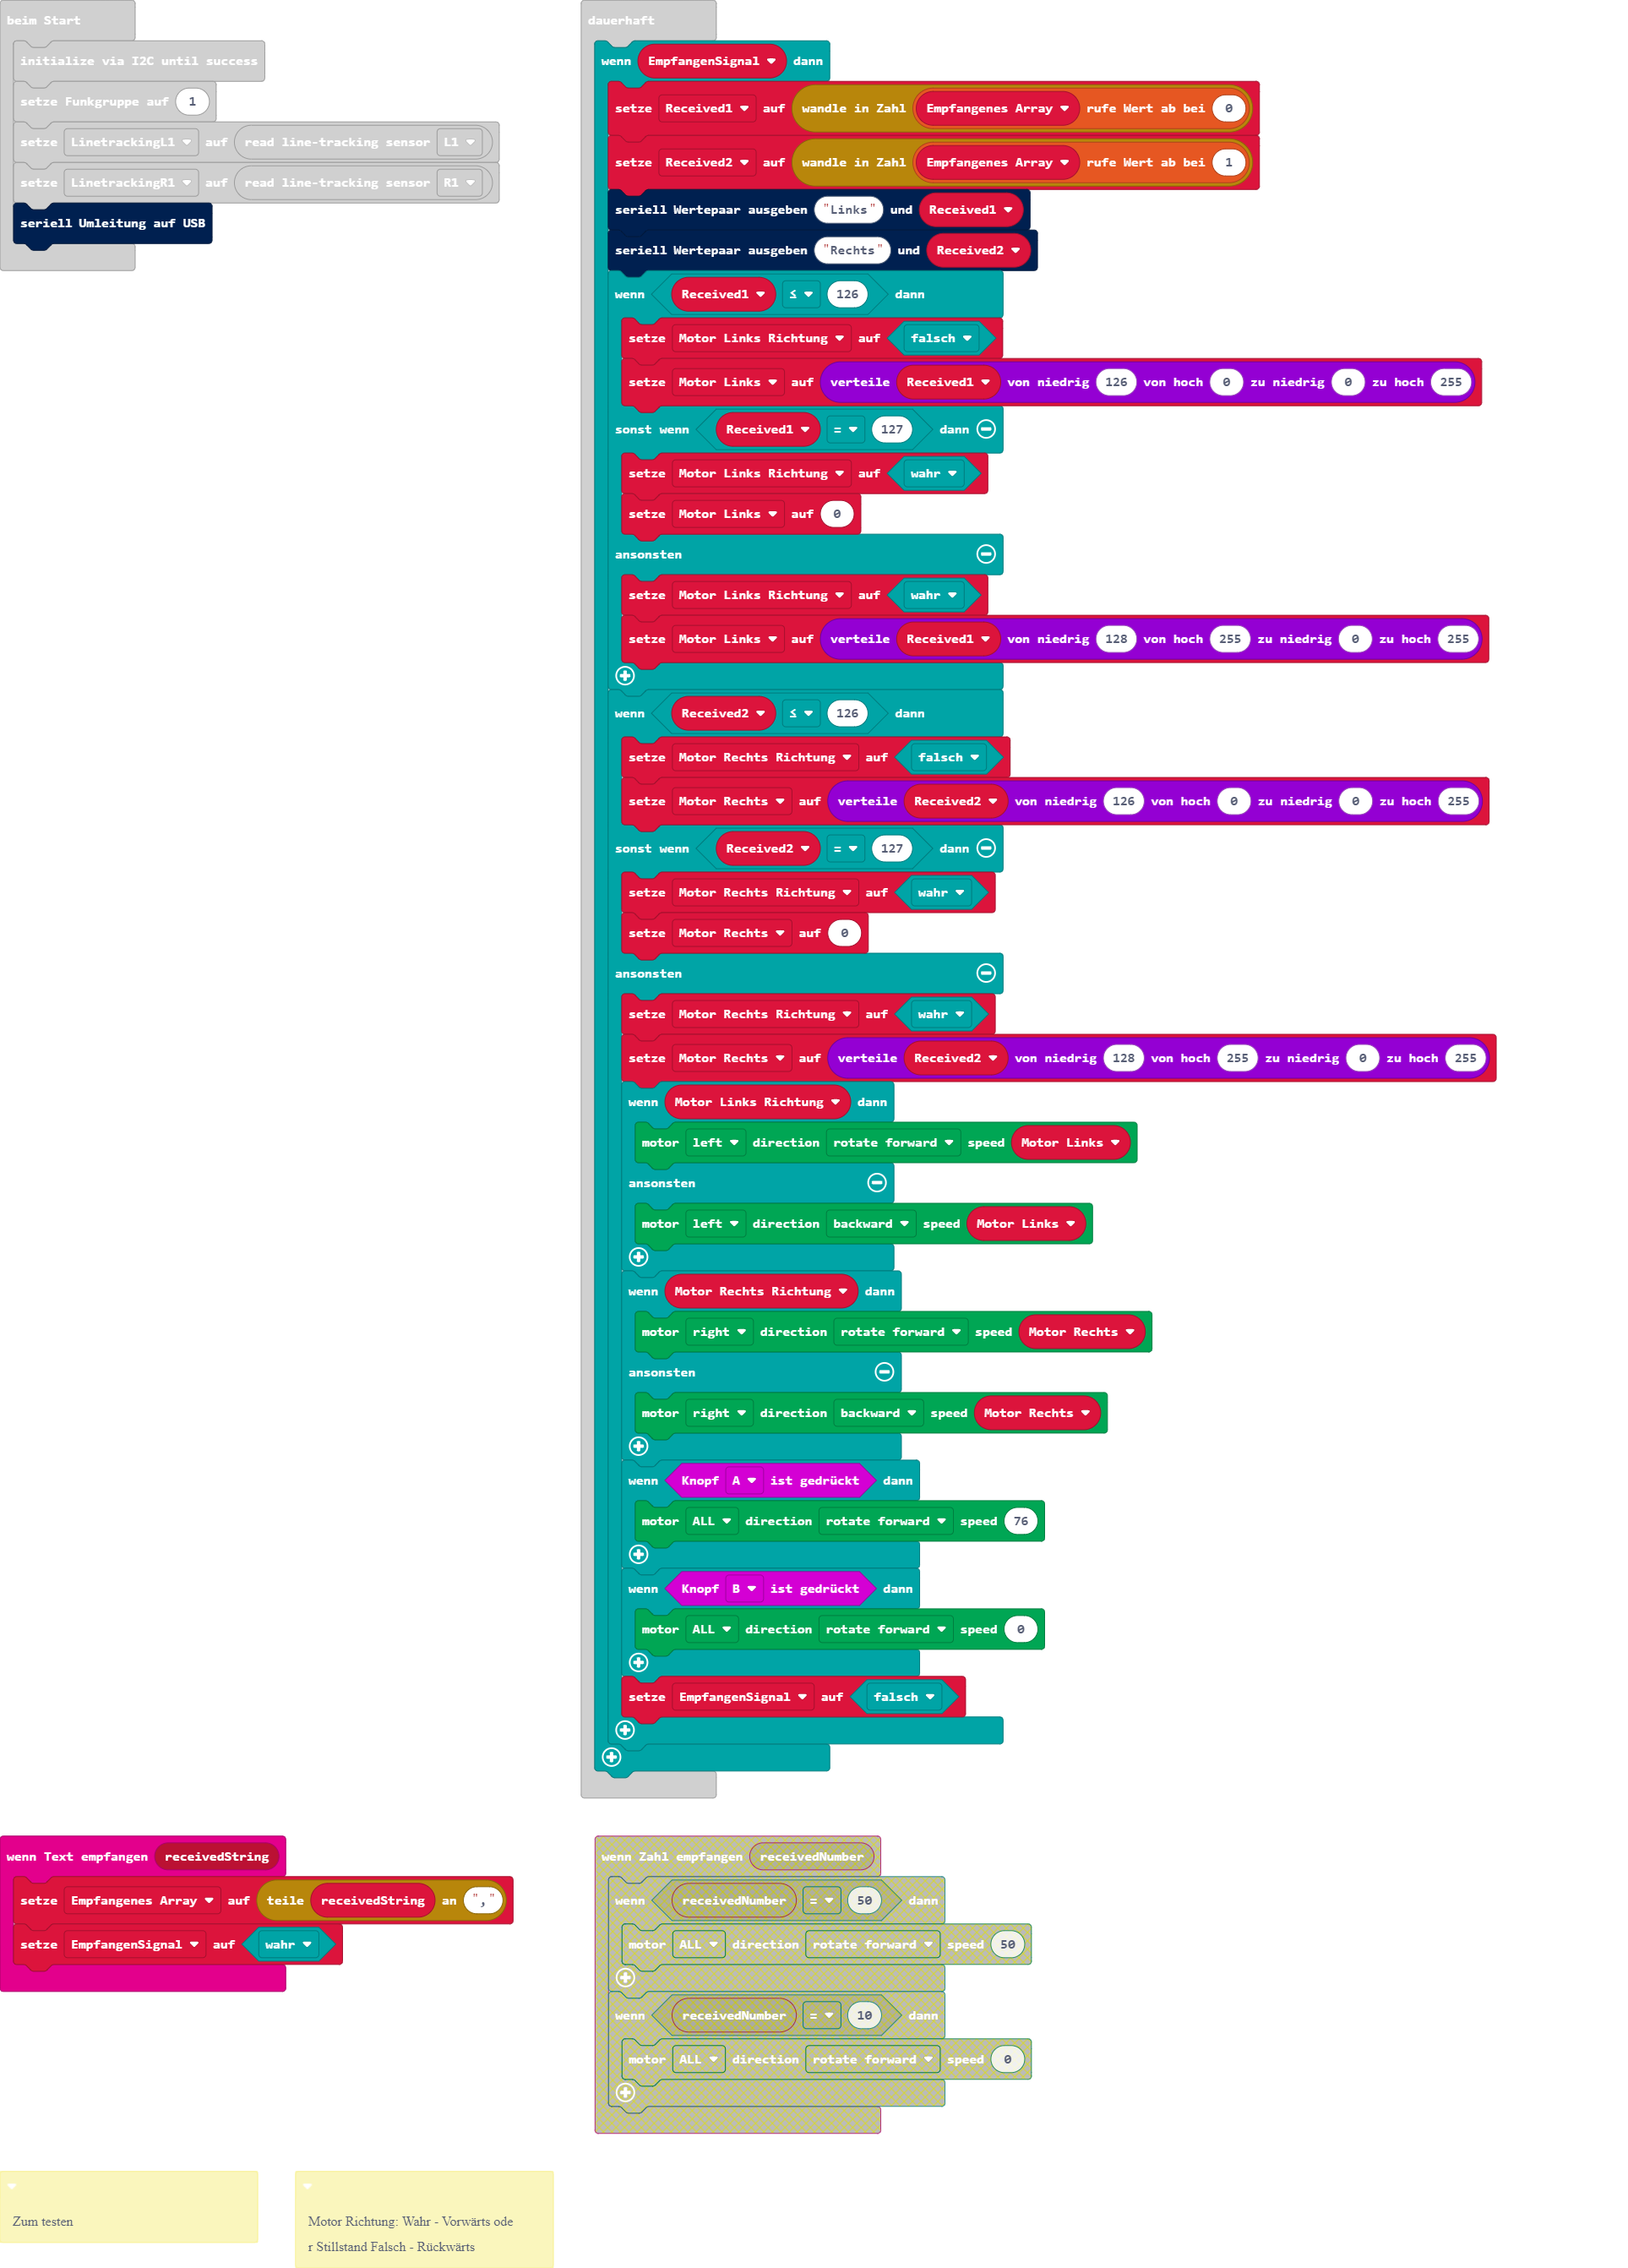 beim Start
initialize via I2C until success
setze Funkgruppe auf 1
setze LinetrackingL1 auf read line-tracking sensor L1
setze LinetrackingR1 auf read line-tracking sensor R1
seriell Umleitung auf USB
dauerhaft
wenn EmpfangenSignal dann
setze Received1 auf wandle in Zahl Empfangenes Array rufe Wert ab bei 0
setze Received2 auf wandle in Zahl Empfangenes Array rufe Wert ab bei 1
seriell Wertepaar ausgeben "Links" und Received1
seriell Wertepaar ausgeben "Rechts" und Received2
wenn Received1 ≤ 126 dann
setze Motor Links Richtung auf falsch
setze Motor Links auf verteile Received1 von niedrig 126 von hoch 0 zu niedrig 0 zu hoch 255
sonst wenn Received1 = 127 dann
setze Motor Links Richtung auf wahr
setze Motor Links auf 0
ansonsten
setze Motor Links Richtung auf wahr
setze Motor Links auf verteile Received1 von niedrig 128 von hoch 255 zu niedrig 0 zu hoch 255
wenn Received2 ≤ 126 dann
setze Motor Rechts Richtung auf falsch
setze Motor Rechts auf verteile Received2 von niedrig 126 von hoch 0 zu niedrig 0 zu hoch 255
sonst wenn Received2 = 127 dann
setze Motor Rechts Richtung auf wahr
setze Motor Rechts auf 0
ansonsten
setze Motor Rechts Richtung auf wahr
setze Motor Rechts auf verteile Received2 von niedrig 128 von hoch 255 zu niedrig 0 zu hoch 255
wenn Motor Links Richtung dann
motor left direction rotate forward speed Motor Links
ansonsten
motor left direction backward speed Motor Links
wenn Motor Rechts Richtung dann
motor right direction rotate forward speed Motor Rechts
ansonsten
motor right direction backward speed Motor Rechts
wenn Knopf A ist gedrückt dann
motor ALL direction rotate forward speed 76
wenn Knopf B ist gedrückt dann
motor ALL direction rotate forward speed 0
setze EmpfangenSignal auf falsch
wenn Text empfangen receivedString
setze Empfangenes Array auf teile receivedString an ","
setze EmpfangenSignal auf wahr
wenn Zahl empfangen receivedNumber
wenn receivedNumber = 50 dann
motor ALL direction rotate forward speed 50
wenn receivedNumber = 10 dann
motor ALL direction rotate forward speed 0
Zum testen
Motor Richtung: Wahr - Vorwärts ode
r Stillstand Falsch - Rückwärts